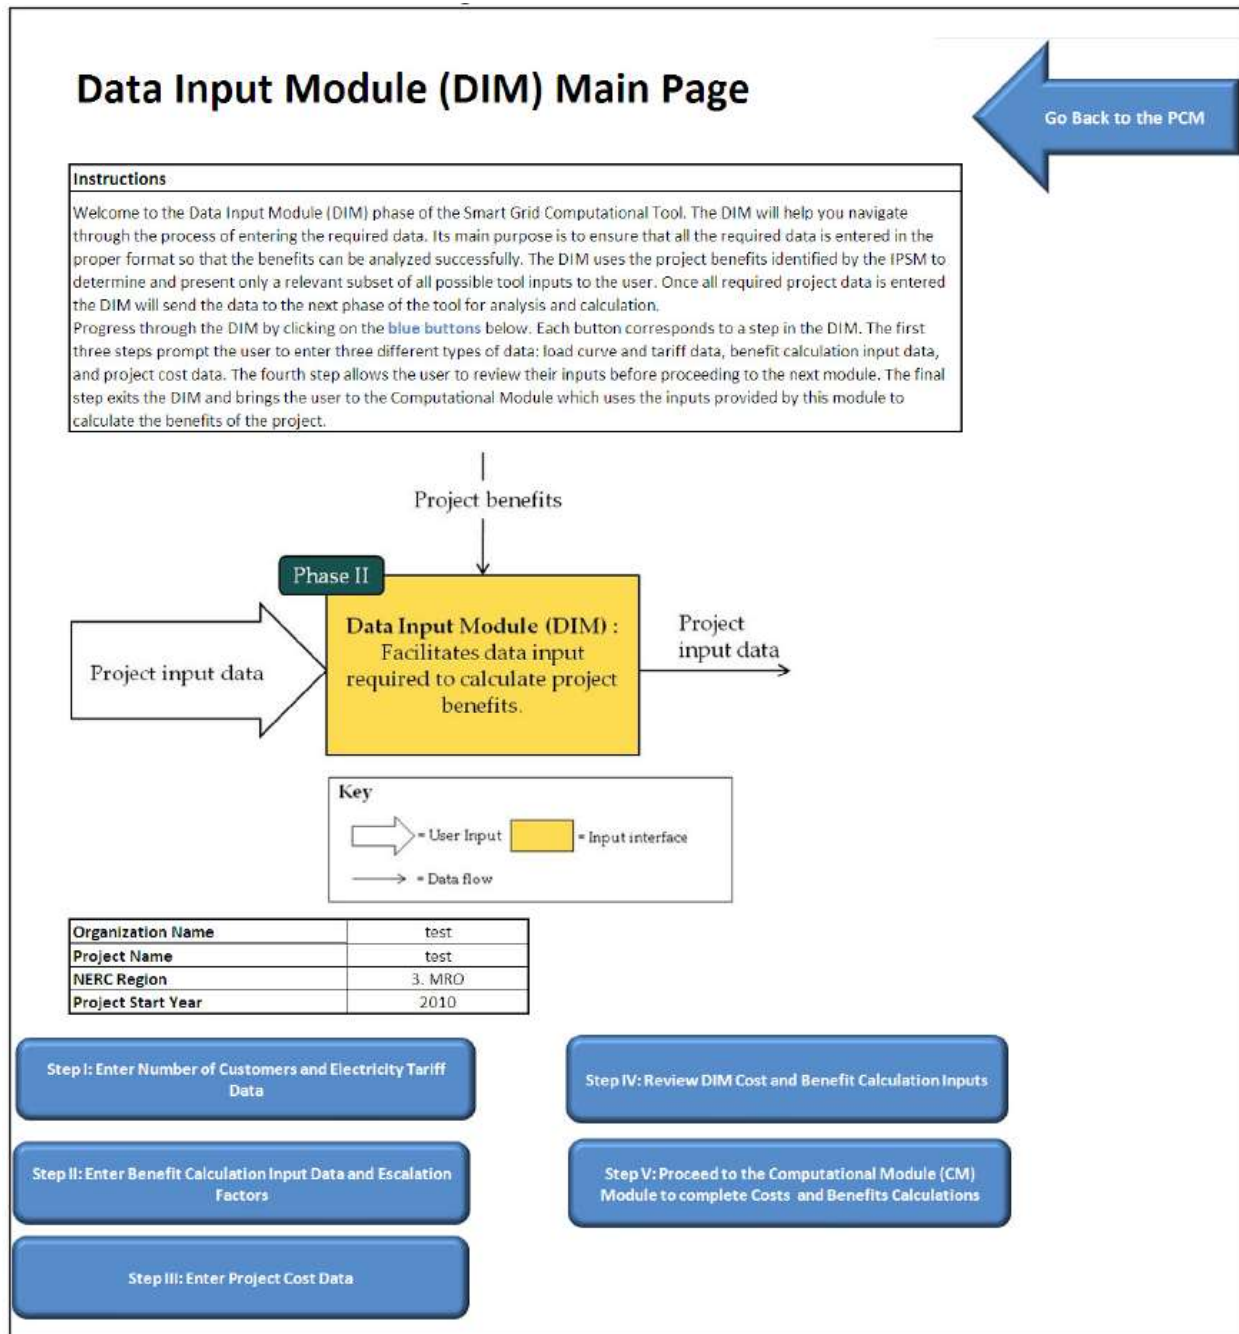 Data Input Module (DIM) Main Page
Go Back to the PCM
Instructions
Welcome to the Data Input Module (DIM) phase of the Smart Grid Computational Tool. The DIM will help you navigate
through the process of entering the required data. Its main purpose is to ensure that all the required data is entered in the
proper format so that the benefits can be analyzed successfully. The DIM uses the project benefits identified by the IPSM to
determine and present only a relevant subset of all possible tool inputs to the user. Once all required project data is entered
the DIM will send the data to the next phase of the tool for analysis and calculation.
Progress through the DIM by clicking on the blue buttons below. Each button corresponds to a step in the DIM. The first
three steps prompt the user to enter three different types of data: load curve and tariff data, benefit calculation input data,
and project cost data. The fourth step allows the user to review their inputs before proceeding to the next module. The final
step exits the DIM and brings the user to the Computational Module which uses the inputs provided by this module to
calculate the benefits of the project.
Project benefits
Phase II
Project input data
Data Input Module (DIM) :
Facilitates data input
required to calculate project
benefits.
Project
input data
Key
= User Input
= Input interface
= Data flow
Organization Name test
Project Name test
NERC Region 3. MRO
Project Start Year 2010
Step I: Enter Number of Customers and Electricity Tariff
Data
Step II: Enter Benefit Calculation Input Data and Escalation
Factors
Step III: Enter Project Cost Data
Step IV: Review DIM Cost and Benefit Calculation Inputs
Step V: Proceed to the Computational Module (CM)
Module to complete Costs and Benefits Calculations